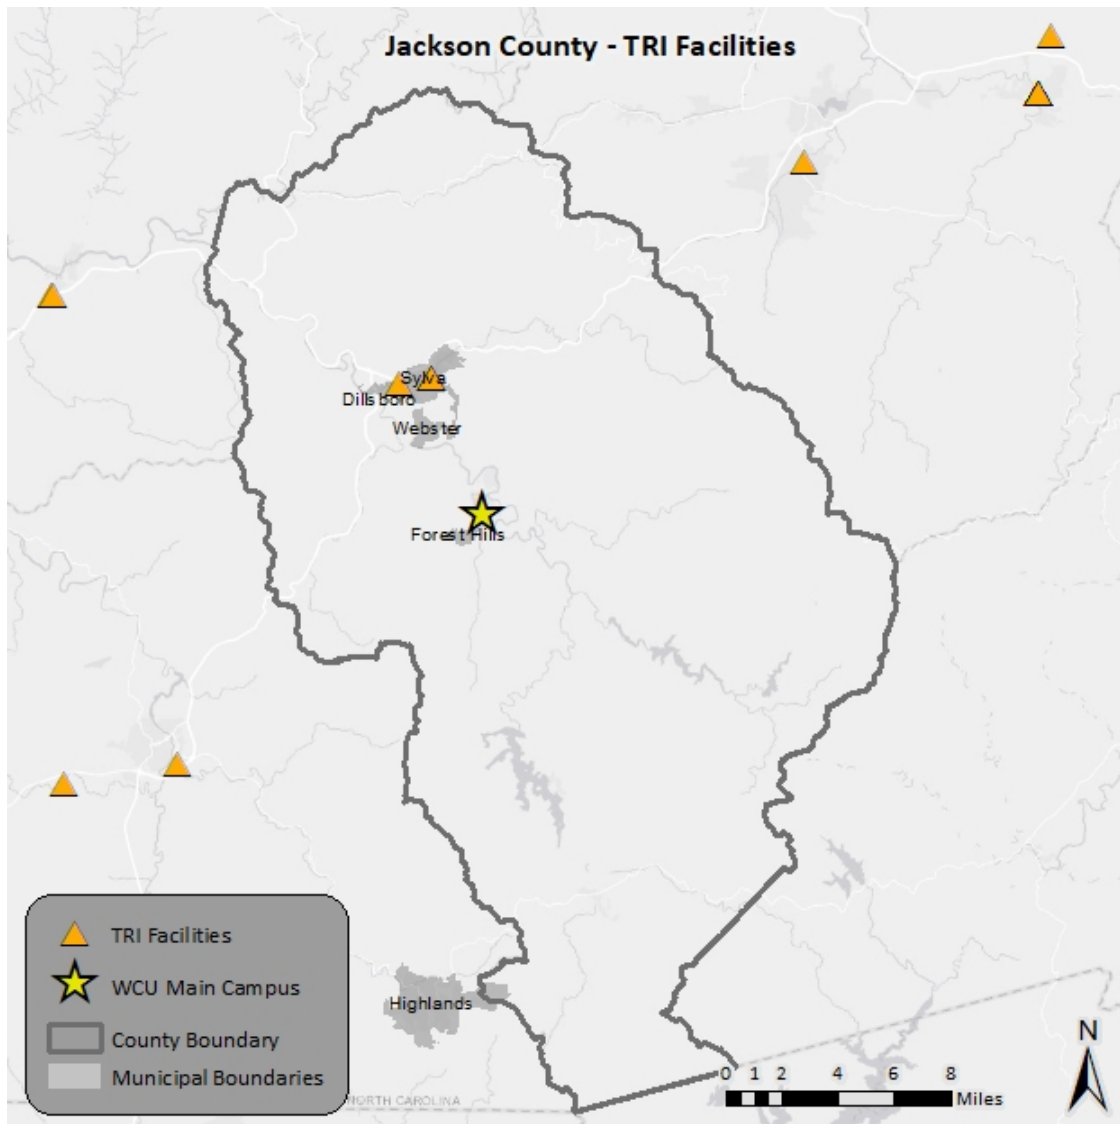 Jackson County - TRI Facilities
Sylva
Dillsboro
Webster
Forest Hills
Highlands
TRI Facilities
WCU Main Campus
County Boundary
Municipal Boundaries
NORTH CAROLINA
N
0 1 2 4 6 8
Miles